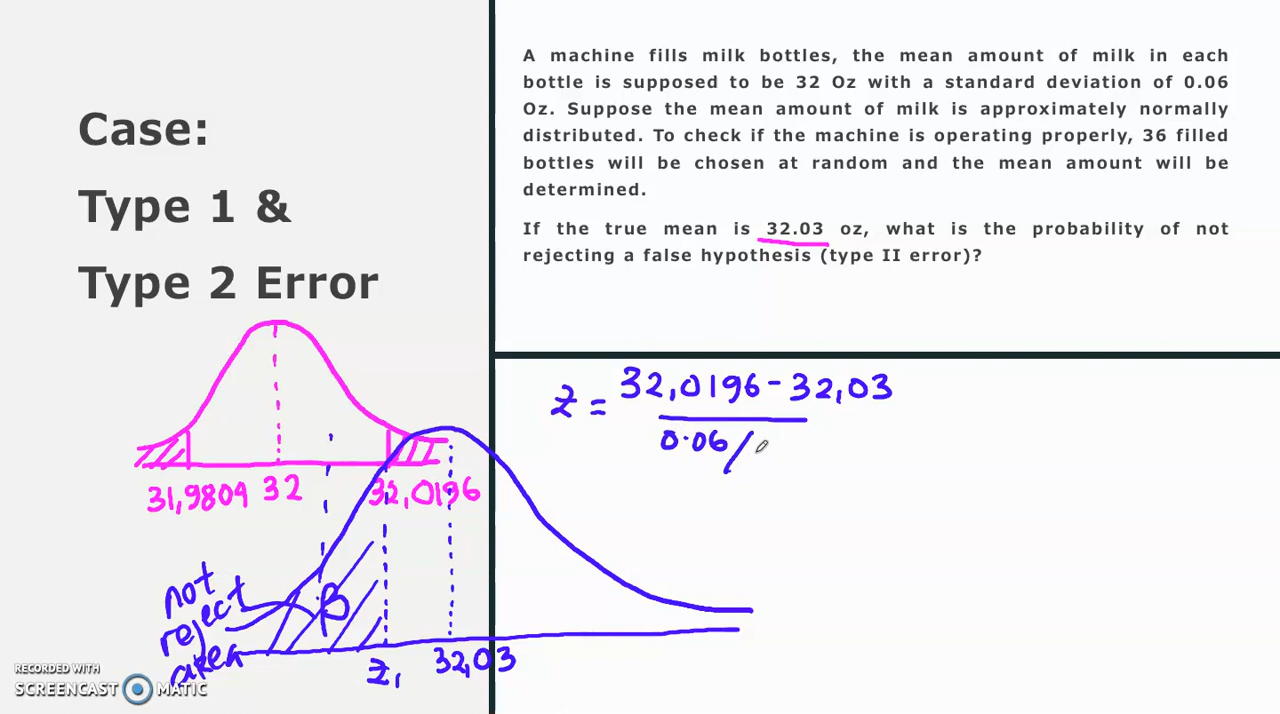 Case:
Type 1 &
Type 2 Error
A machine fills milk bottles, the mean amount of milk in each
bottle is supposed to be 32 Oz with a standard deviation of 0.06
Oz. Suppose the mean amount of milk is approximately normally
distributed. To check if the machine is operating properly, 36 filled
bottles will be chosen at random and the mean amount will be
determined.
If the true mean is 32.03 oz, what is the probability of not
rejecting a false hypothesis (type II error)?
31,9804 32 32,0196
not
reject
area
β
z₁ 32,03
z = 32,0196 - 32,03
0.06/
RECORDED WITH
SCREENCAST MATIC